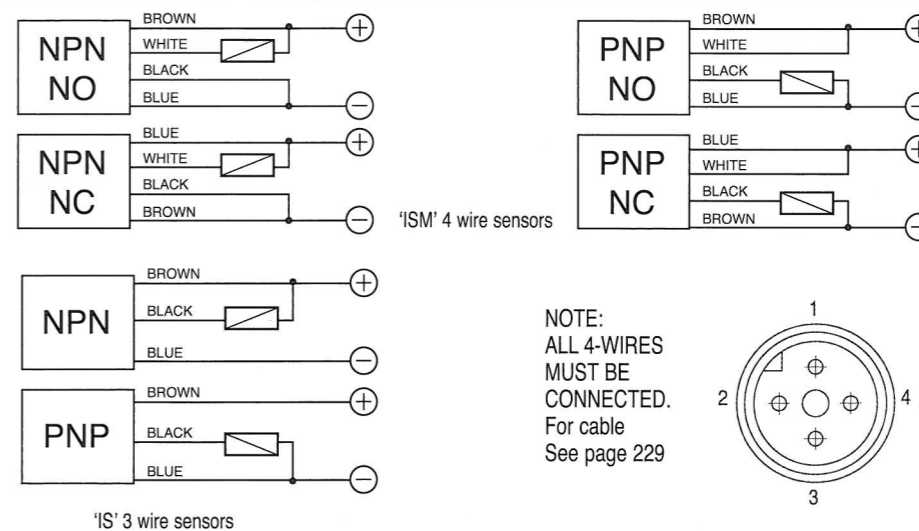 NPN
NO
BROWN
WHITE
BLACK
BLUE
+
−
PNP
NO
BROWN
WHITE
BLACK
BLUE
+
−
NPN
NC
BLUE
WHITE
BLACK
BROWN
+
−
PNP
NC
BLUE
WHITE
BLACK
BROWN
+
−
'ISM' 4 wire sensors
NPN
BROWN
BLACK
BLUE
+
−
PNP
BROWN
BLACK
BLUE
+
−
'IS' 3 wire sensors
NOTE:
ALL 4-WIRES
MUST BE
CONNECTED.
For cable
See page 229
1
2
4
3